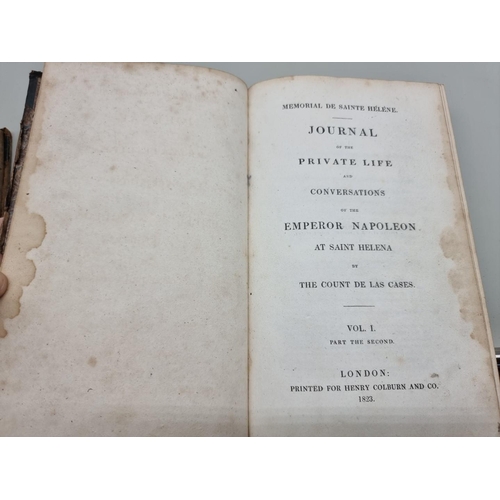 MEMORIAL DE SAINTE HÉLÈNE.
JOURNAL
OF THE
PRIVATE LIFE
AND
CONVERSATIONS
OF THE
EMPEROR NAPOLEON
AT SAINT HELENA
BY
THE COUNT DE LAS CASES.
VOL. I.
PART THE SECOND.
LONDON:
PRINTED FOR HENRY COLBURN AND CO.
1823.